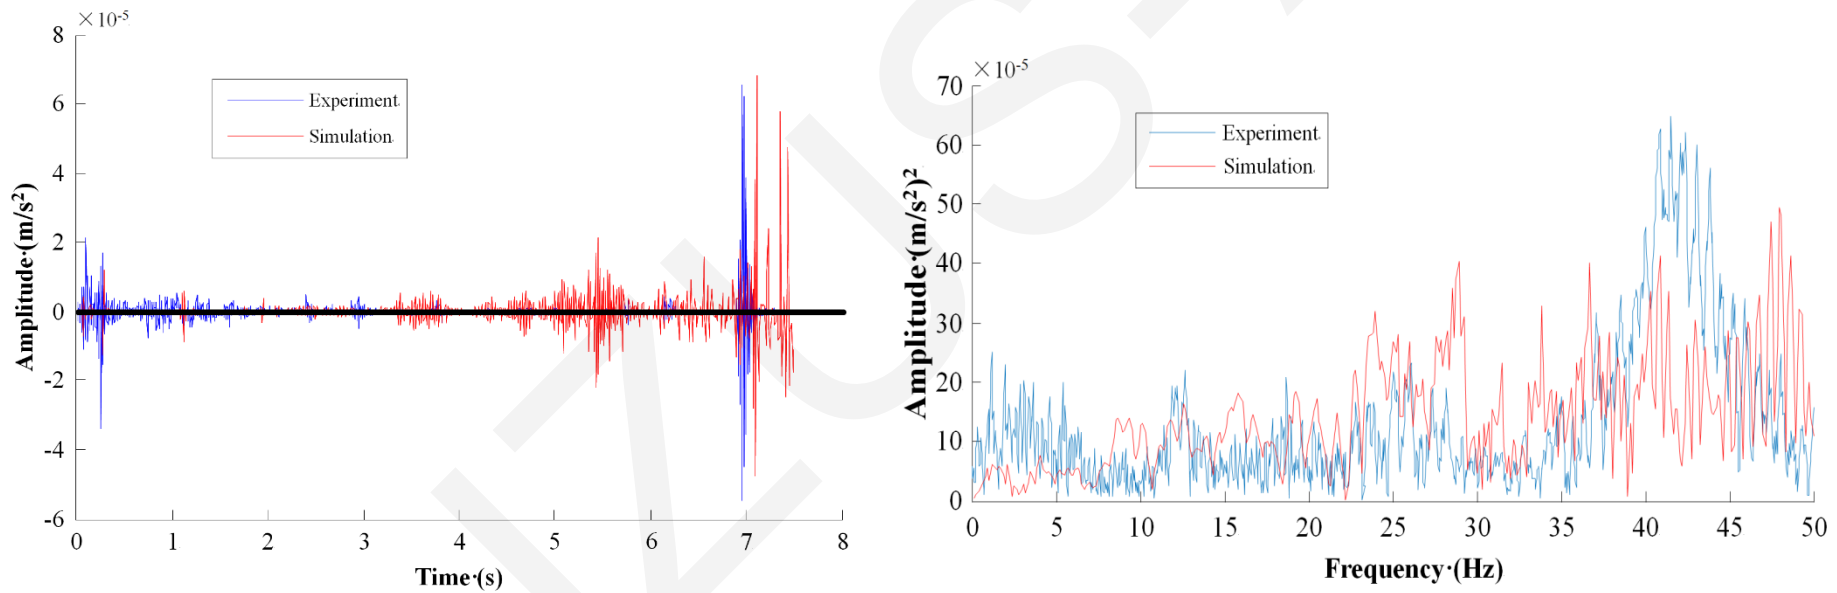 ×10⁻⁵
8
6
4
2
0
-2
-4
-6
0 1 2 3 4 5 6 7 8
Amplitude·(m/s²)
Time·(s)
Experiment
Simulation
×10⁻⁵
70
60
50
40
30
20
10
0
0 5 10 15 20 25 30 35 40 45 50
Amplitude·(m/s²)²
Frequency·(Hz)
Experiment
Simulation